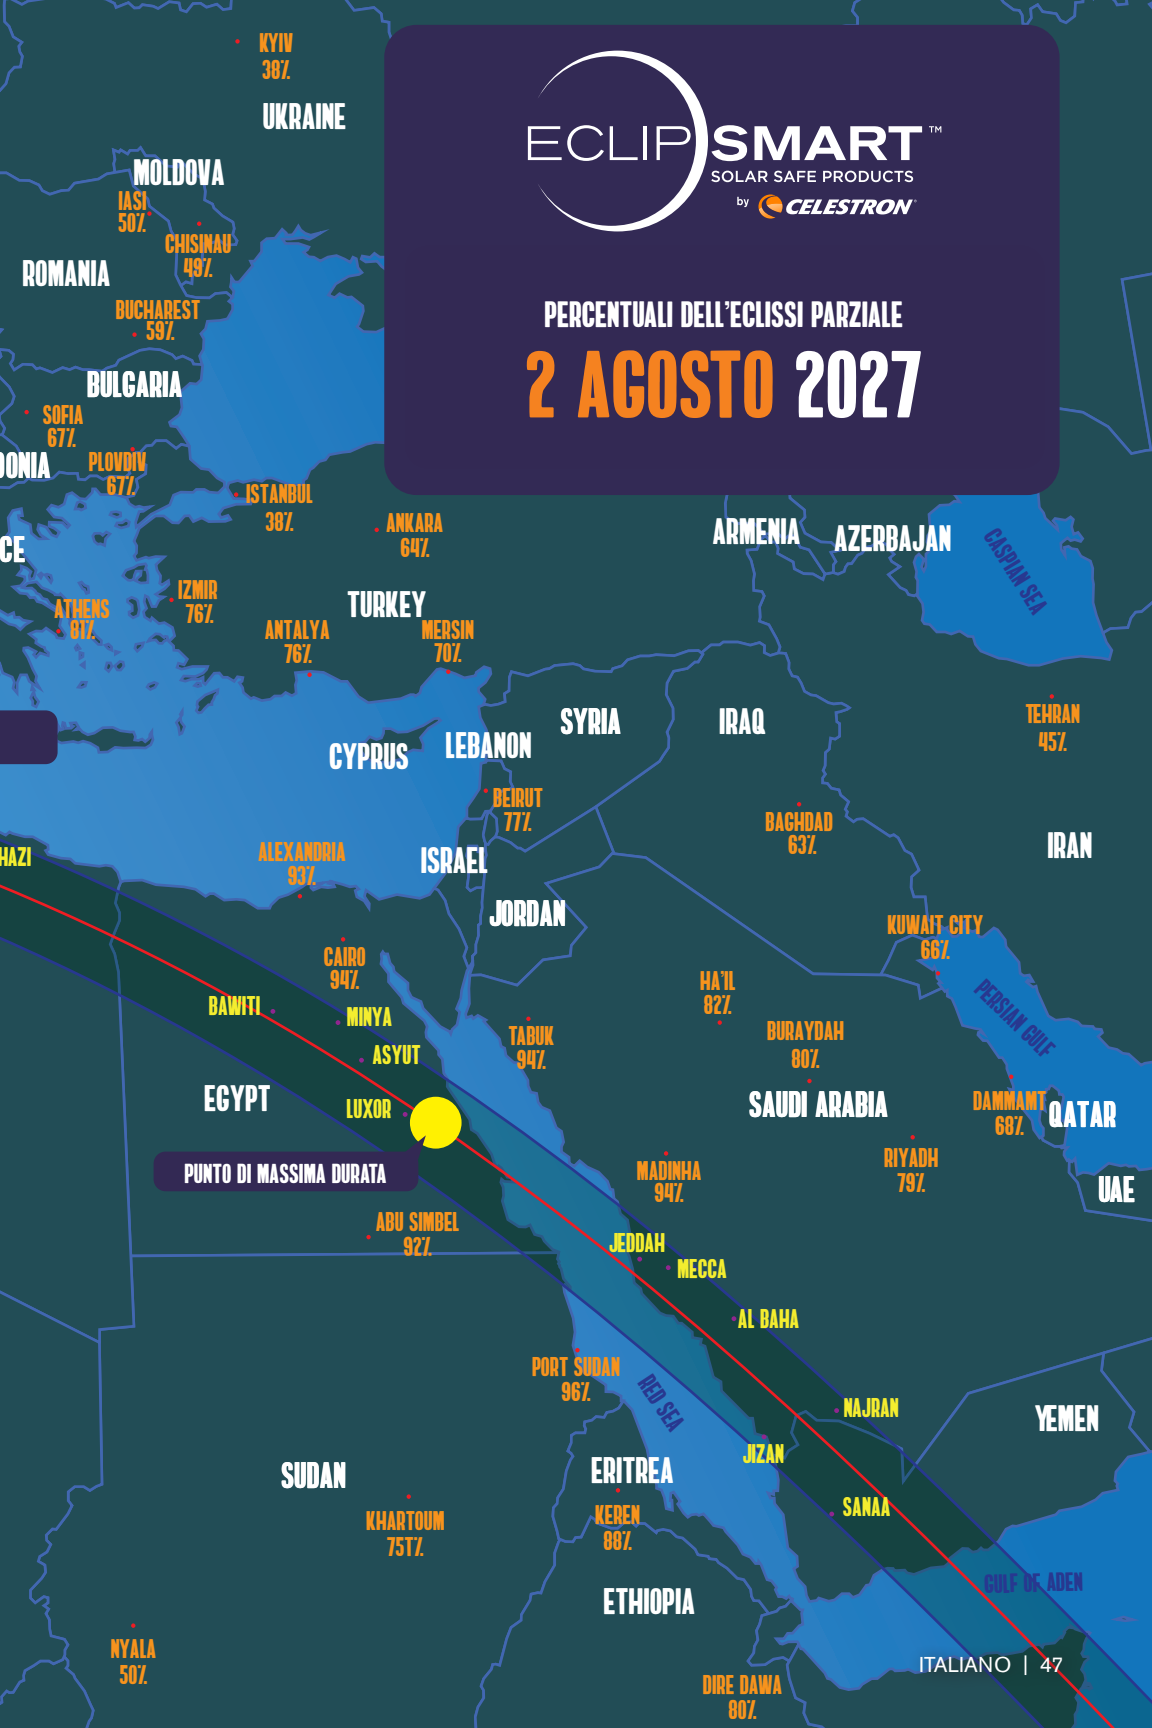 KYIV
38%
UKRAINE
ECLIPSMART™
SOLAR SAFE PRODUCTS
by CELESTRON®
PERCENTUALI DELL'ECLISSI PARZIALE
2 AGOSTO 2027
MOLDOVA
IASI
50%
CHISINAU
49%
ROMANIA
BUCHAREST
59%
BULGARIA
SOFIA
67%
DONIA
PLOVDIV
67%
ISTANBUL
38%
ANKARA
64%
ARMENIA
AZERBAJAN
CASPIAN SEA
CE
IZMIR
76%
ATHENS
81%
TURKEY
ANTALYA
76%
MERSIN
70%
SYRIA
IRAQ
TEHRAN
45%
CYPRUS
LEBANON
BEIRUT
77%
BAGHDAD
63%
IRAN
HAZI
ALEXANDRIA
93%
ISRAEL
JORDAN
KUWAIT CITY
66%
CAIRO
94%
HA'IL
82%
PERSIAN GULF
BAWITI
MINYA
TABUK
94%
BURAYDAH
80%
ASYUT
EGYPT
LUXOR
SAUDI ARABIA
DAMMAMT
68%
QATAR
PUNTO DI MASSIMA DURATA
MADINHA
94%
RIYADH
79%
UAE
ABU SIMBEL
92%
JEDDAH
MECCA
AL BAHA
PORT SUDAN
96%
RED SEA
NAJRAN
YEMEN
JIZAN
SUDAN
ERITREA
SANAA
KHARTOUM
75T%
KEREN
88%
GULF OF ADEN
ETHIOPIA
NYALA
50%
DIRE DAWA
80%
ITALIANO | 47